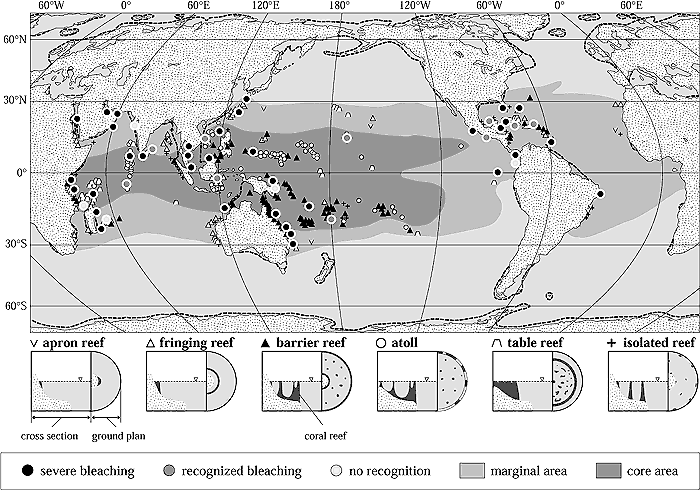 60°W 0° 60°E 120°E 180° 120°W 60°W 0° 60°E
60°N
30°N
0°
30°S
60°S
apron reef fringing reef barrier reef atoll table reef isolated reef
cross section ground plan coral reef
severe bleaching recognized bleaching no recognition marginal area core area